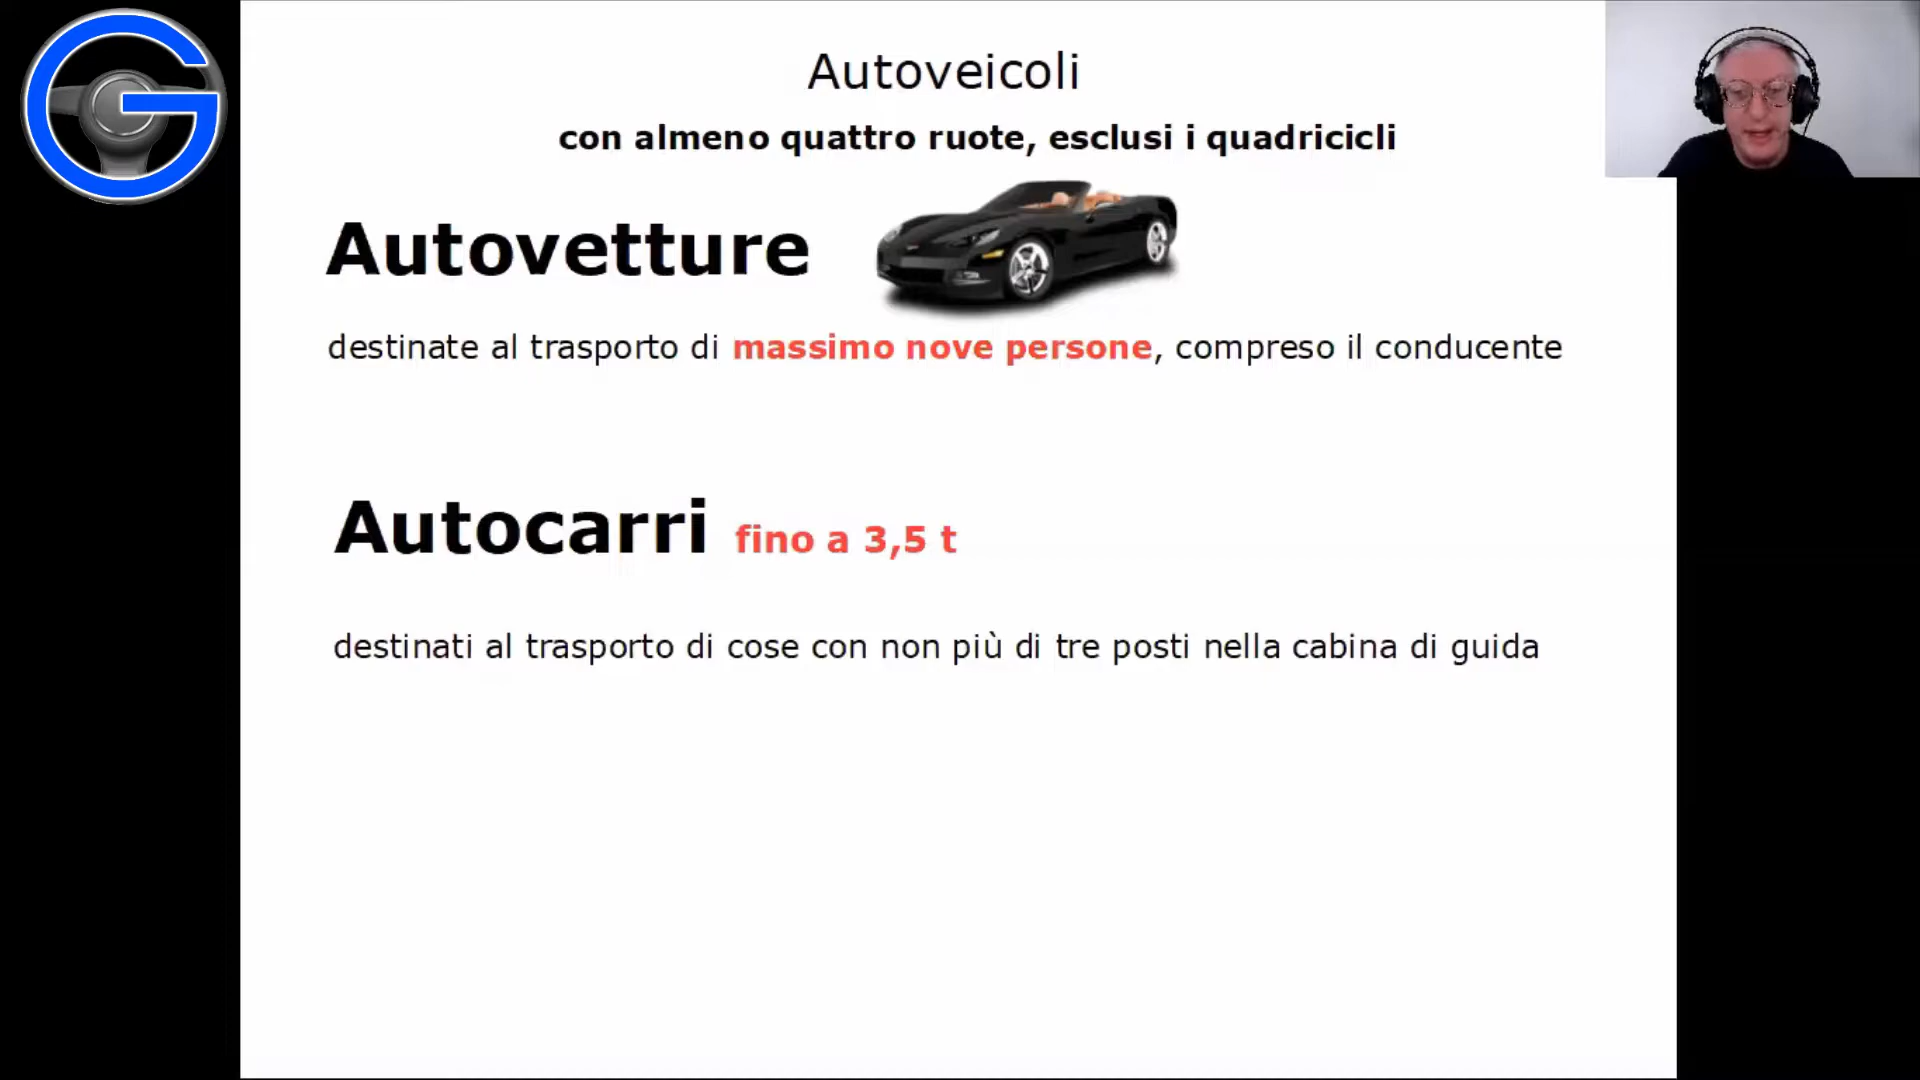 G
Autoveicoli
con almeno quattro ruote, esclusi i quadricicli
Autovetture
destinate al trasporto di massimo nove persone, compreso il conducente
Autocarri fino a 3,5 t
destinati al trasporto di cose con non più di tre posti nella cabina di guida